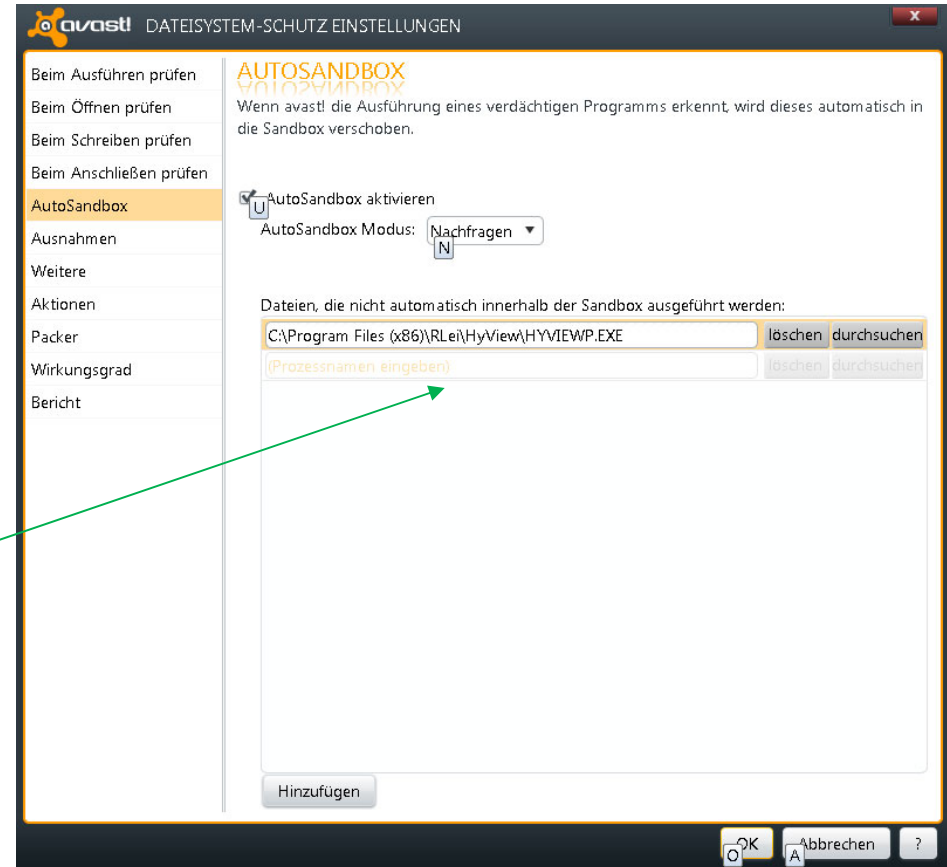 avast! DATEISYSTEM-SCHUTZ EINSTELLUNGEN
x
Beim Ausführen prüfen
Beim Öffnen prüfen
Beim Schreiben prüfen
Beim Anschließen prüfen
AutoSandbox
Ausnahmen
Weitere
Aktionen
Packer
Wirkungsgrad
Bericht
AUTOSANDBOX
Wenn avast! die Ausführung eines verdächtigen Programms erkennt, wird dieses automatisch in
die Sandbox verschoben.
AutoSandbox aktivieren
U
AutoSandbox Modus: Nachfragen
N
Dateien, die nicht automatisch innerhalb der Sandbox ausgeführt werden:
C:\Program Files (x86)\RLei\HyView\HYVIEWP.EXE löschen durchsuchen
(Prozessnamen eingeben) löschen durchsuchen
Hinzufügen
OK Abbrechen ?
O A